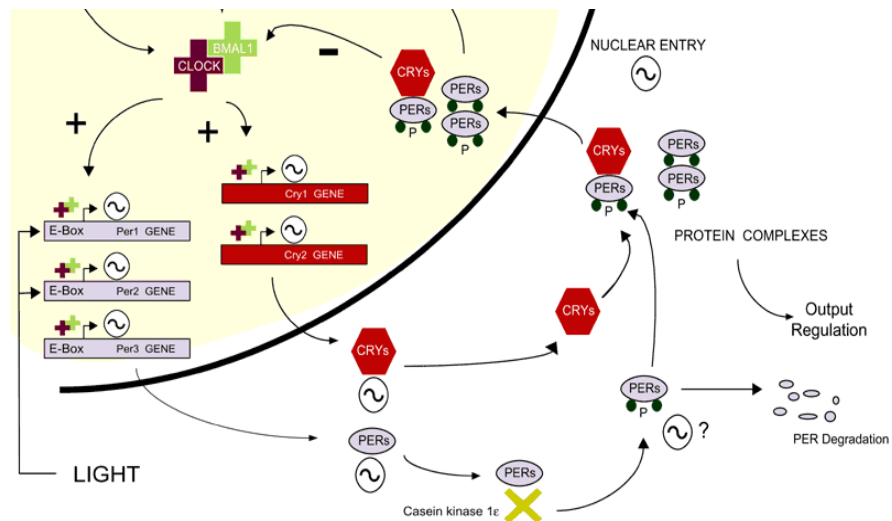 BMAL1
CLOCK
NUCLEAR ENTRY
CRYs
PERs
PERs
PERs
P
P
+
+
−
CRYs
PERs
PERs
PERs
P
P
Cry1 GENE
E-Box Per1 GENE
Cry2 GENE
PROTEIN COMPLEXES
E-Box Per2 GENE
Output
Regulation
CRYs
E-Box Per3 GENE
CRYs
PERs
P
?
PER Degradation
PERs
LIGHT
PERs
Casein kinase 1ε